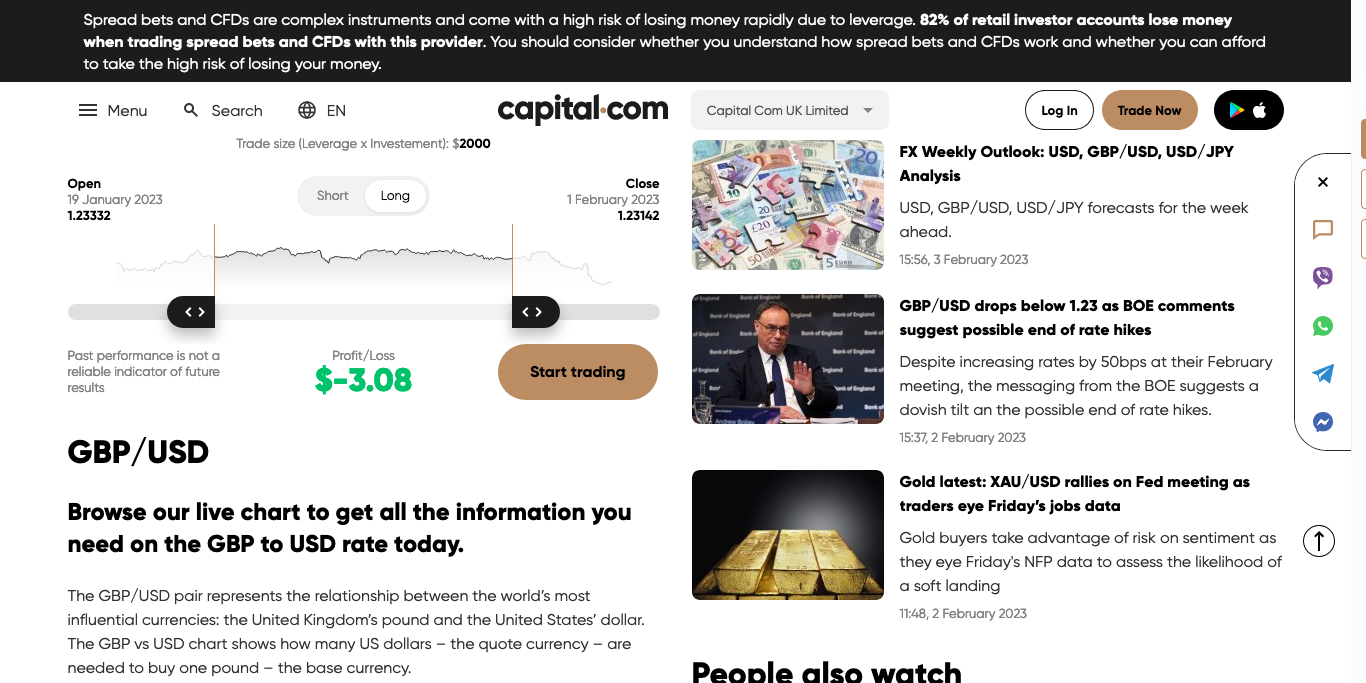 Spread bets and CFDs are complex instruments and come with a high risk of losing money rapidly due to leverage. 82% of retail investor accounts lose money
when trading spread bets and CFDs with this provider. You should consider whether you understand how spread bets and CFDs work and whether you can afford
to take the high risk of losing your money.
Menu
Search
EN
capital.com
Capital Com UK Limited
Log In
Trade Now
Trade size (Leverage x Investement): $2000
Open
19 January 2023
1.23332
Short
Long
Close
1 February 2023
1.23142
Past performance is not a
reliable indicator of future
results
Profit/Loss
$-3.08
Start trading
GBP/USD
Browse our live chart to get all the information you
need on the GBP to USD rate today.
The GBP/USD pair represents the relationship between the world’s most
influential currencies: the United Kingdom’s pound and the United States’ dollar.
The GBP vs USD chart shows how many US dollars – the quote currency – are
needed to buy one pound – the base currency.
FX Weekly Outlook: USD, GBP/USD, USD/JPY
Analysis
USD, GBP/USD, USD/JPY forecasts for the week
ahead.
15:56, 3 February 2023
GBP/USD drops below 1.23 as BOE comments
suggest possible end of rate hikes
Despite increasing rates by 50bps at their February
meeting, the messaging from the BOE suggests a
dovish tilt an the possible end of rate hikes.
15:37, 2 February 2023
Gold latest: XAU/USD rallies on Fed meeting as
traders eye Friday’s jobs data
Gold buyers take advantage of risk on sentiment as
they eye Friday's NFP data to assess the likelihood of
a soft landing
11:48, 2 February 2023
People also watch